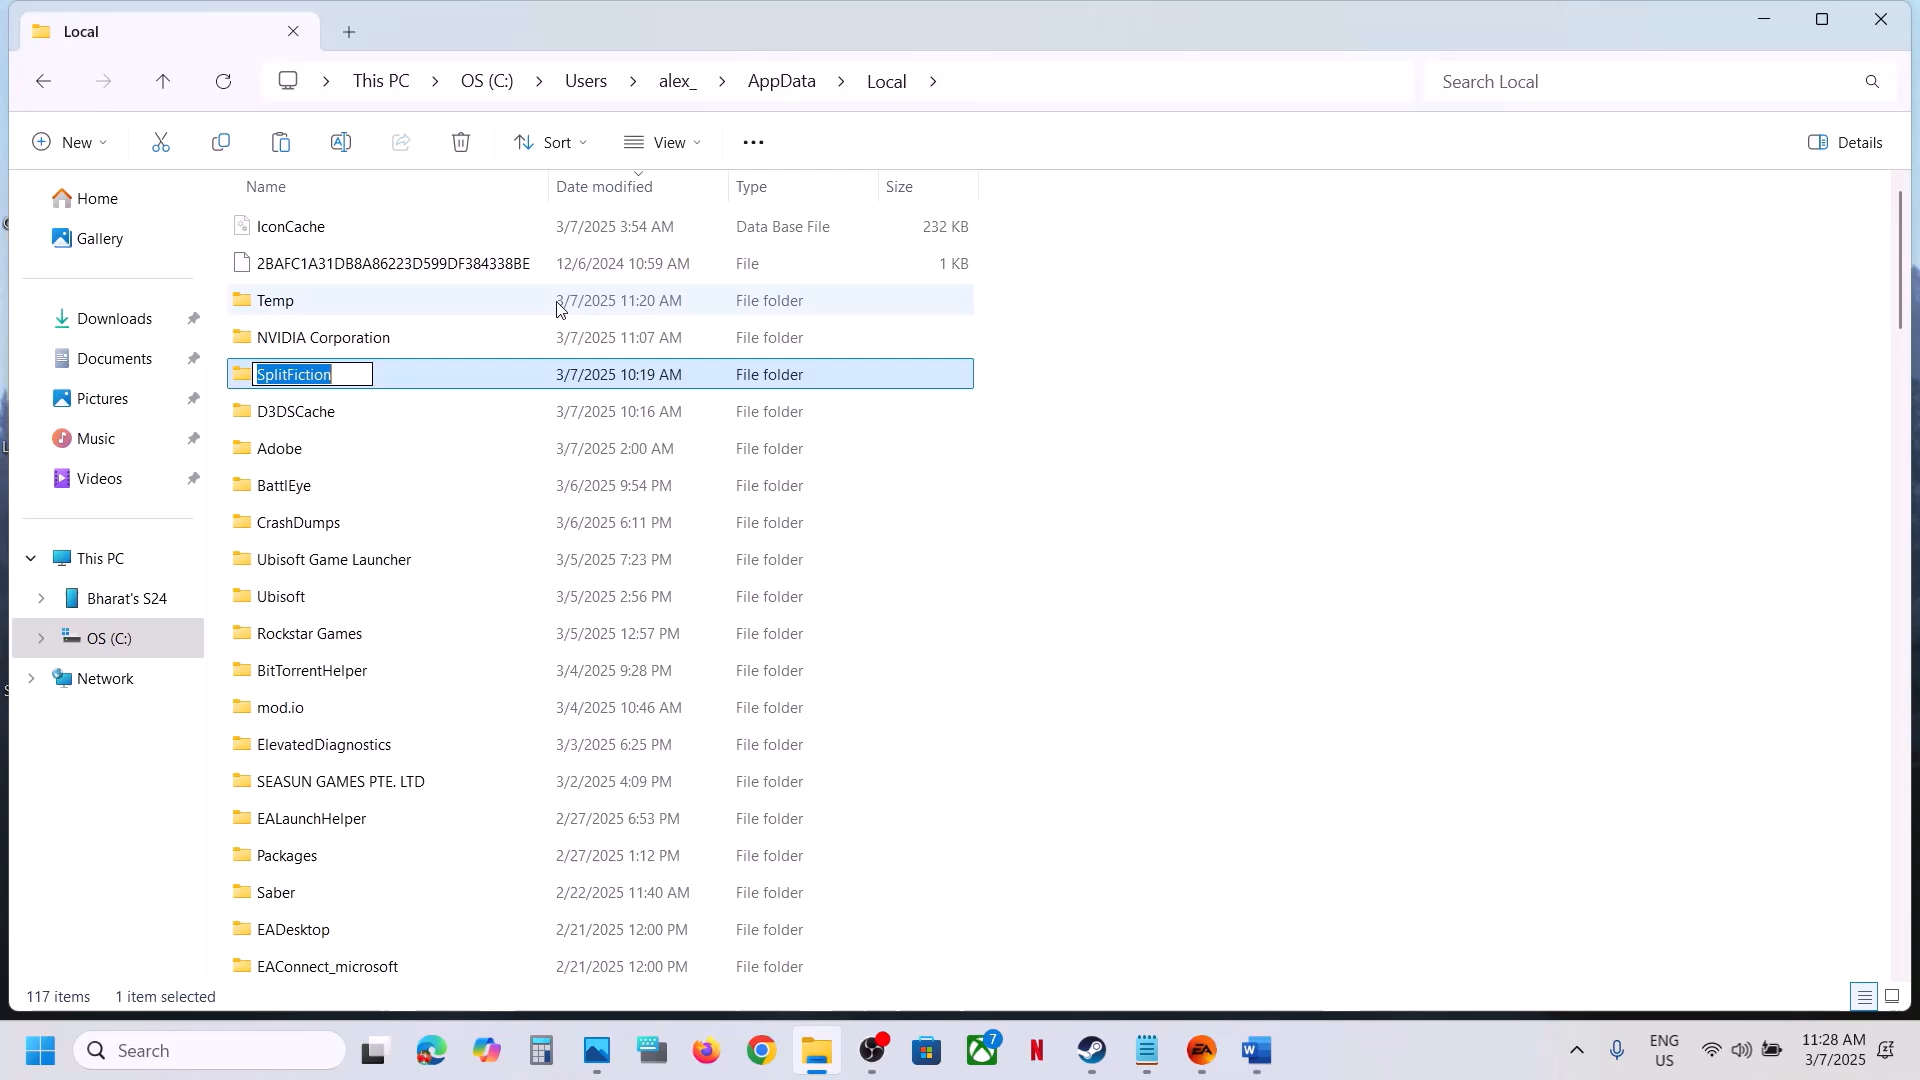 Local
This PC
OS (C:)
Users
alex_
AppData
Local
Search Local
New
Sort
View
Details
Name
Date modified
Type
Size
Home
Gallery
Downloads
Documents
Pictures
Music
Videos
This PC
Bharat's S24
OS (C:)
Network
IconCache 3/7/2025 3:54 AM Data Base File 232 KB
2BAFC1A31DB8A86223D599DF384338BE 12/6/2024 10:59 AM File 1 KB
Temp 3/7/2025 11:20 AM File folder
NVIDIA Corporation 3/7/2025 11:07 AM File folder
SplitFiction 3/7/2025 10:19 AM File folder
D3DSCache 3/7/2025 10:16 AM File folder
Adobe 3/7/2025 2:00 AM File folder
BattlEye 3/6/2025 9:54 PM File folder
CrashDumps 3/6/2025 6:11 PM File folder
Ubisoft Game Launcher 3/5/2025 7:23 PM File folder
Ubisoft 3/5/2025 2:56 PM File folder
Rockstar Games 3/5/2025 12:57 PM File folder
BitTorrentHelper 3/4/2025 9:28 PM File folder
mod.io 3/4/2025 10:46 AM File folder
ElevatedDiagnostics 3/3/2025 6:25 PM File folder
SEASUN GAMES PTE. LTD 3/2/2025 4:09 PM File folder
EALaunchHelper 2/27/2025 6:53 PM File folder
Packages 2/27/2025 1:12 PM File folder
Saber 2/22/2025 11:40 AM File folder
EADesktop 2/21/2025 12:00 PM File folder
EAConnect_microsoft 2/21/2025 12:00 PM File folder
117 items
1 item selected
Search
7
N
EA
W
ENG
US
11:28 AM
3/7/2025